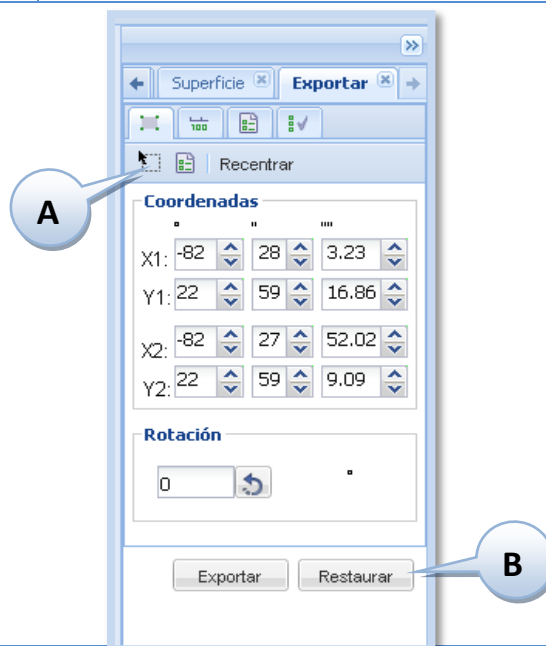 Superficie Exportar
Recentrar
A
Coordenadas
° " ""
X1: -82 28 3.23
Y1: 22 59 16.86
X2: -82 27 52.02
Y2: 22 59 9.09
Rotación
0 °
Exportar Restaurar
B